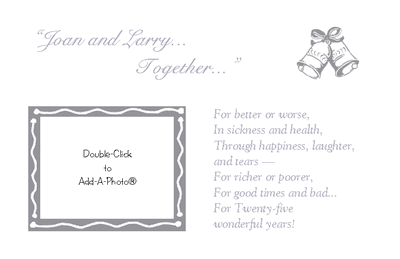 “Joan and Larry...
Together... ”
Double-Click
to
Add-A-Photo®
For better or worse,
In sickness and health,
Through happiness, laughter,
and tears —
For richer or poorer,
For good times and bad...
For Twenty-five
wonderful years!